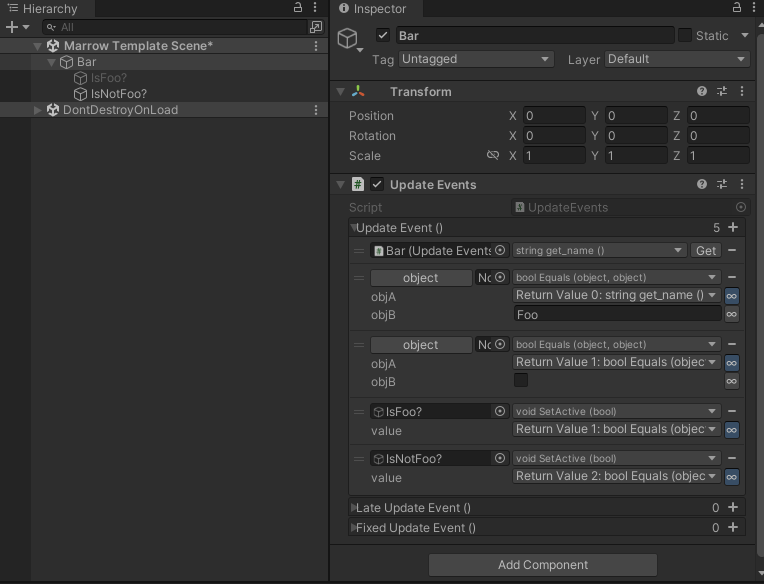 Hierarchy
All
Marrow Template Scene*
Bar
IsFoo?
IsNotFoo?
DontDestroyOnLoad
Inspector
Bar Static
Tag Untagged Layer Default
Transform
Position X 0 Y 0 Z 0
Rotation X 0 Y 0 Z 0
Scale X 1 Y 1 Z 1
Update Events
Script UpdateEvents
Update Event () 5
Bar (Update Events string get_name () Get
object No bool Equals (object, object)
objA Return Value 0: string get_name ()
objB Foo
object No bool Equals (object, object)
objA Return Value 1: bool Equals (objec
objB
IsFoo? void SetActive (bool)
value Return Value 1: bool Equals (objec
IsNotFoo? void SetActive (bool)
value Return Value 2: bool Equals (objec
Late Update Event () 0
Fixed Update Event () 0
Add Component